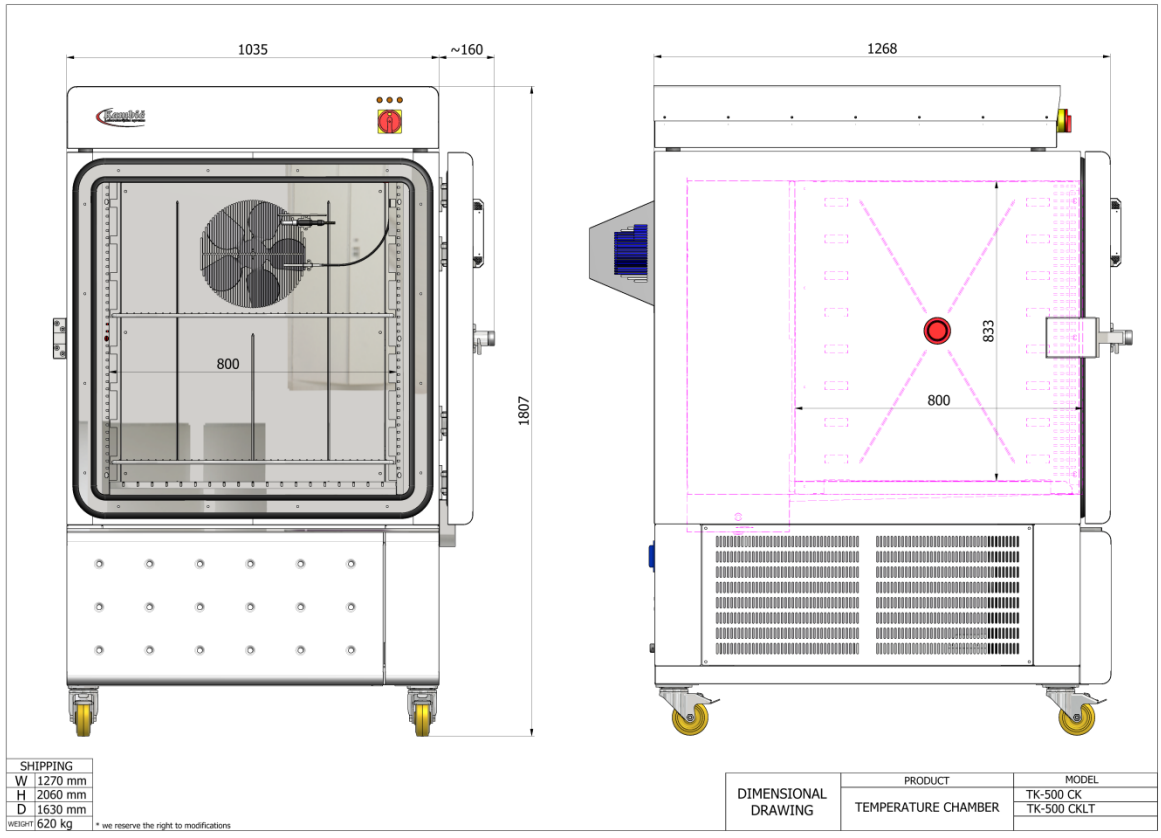 1035
~160
1268
Kambič
800
1807
833
800
SHIPPING
W 1270 mm
H 2060 mm
D 1630 mm
WEIGHT 620 kg
* we reserve the right to modifications
DIMENSIONAL
DRAWING
PRODUCT
TEMPERATURE CHAMBER
MODEL
TK-500 CK
TK-500 CKLT